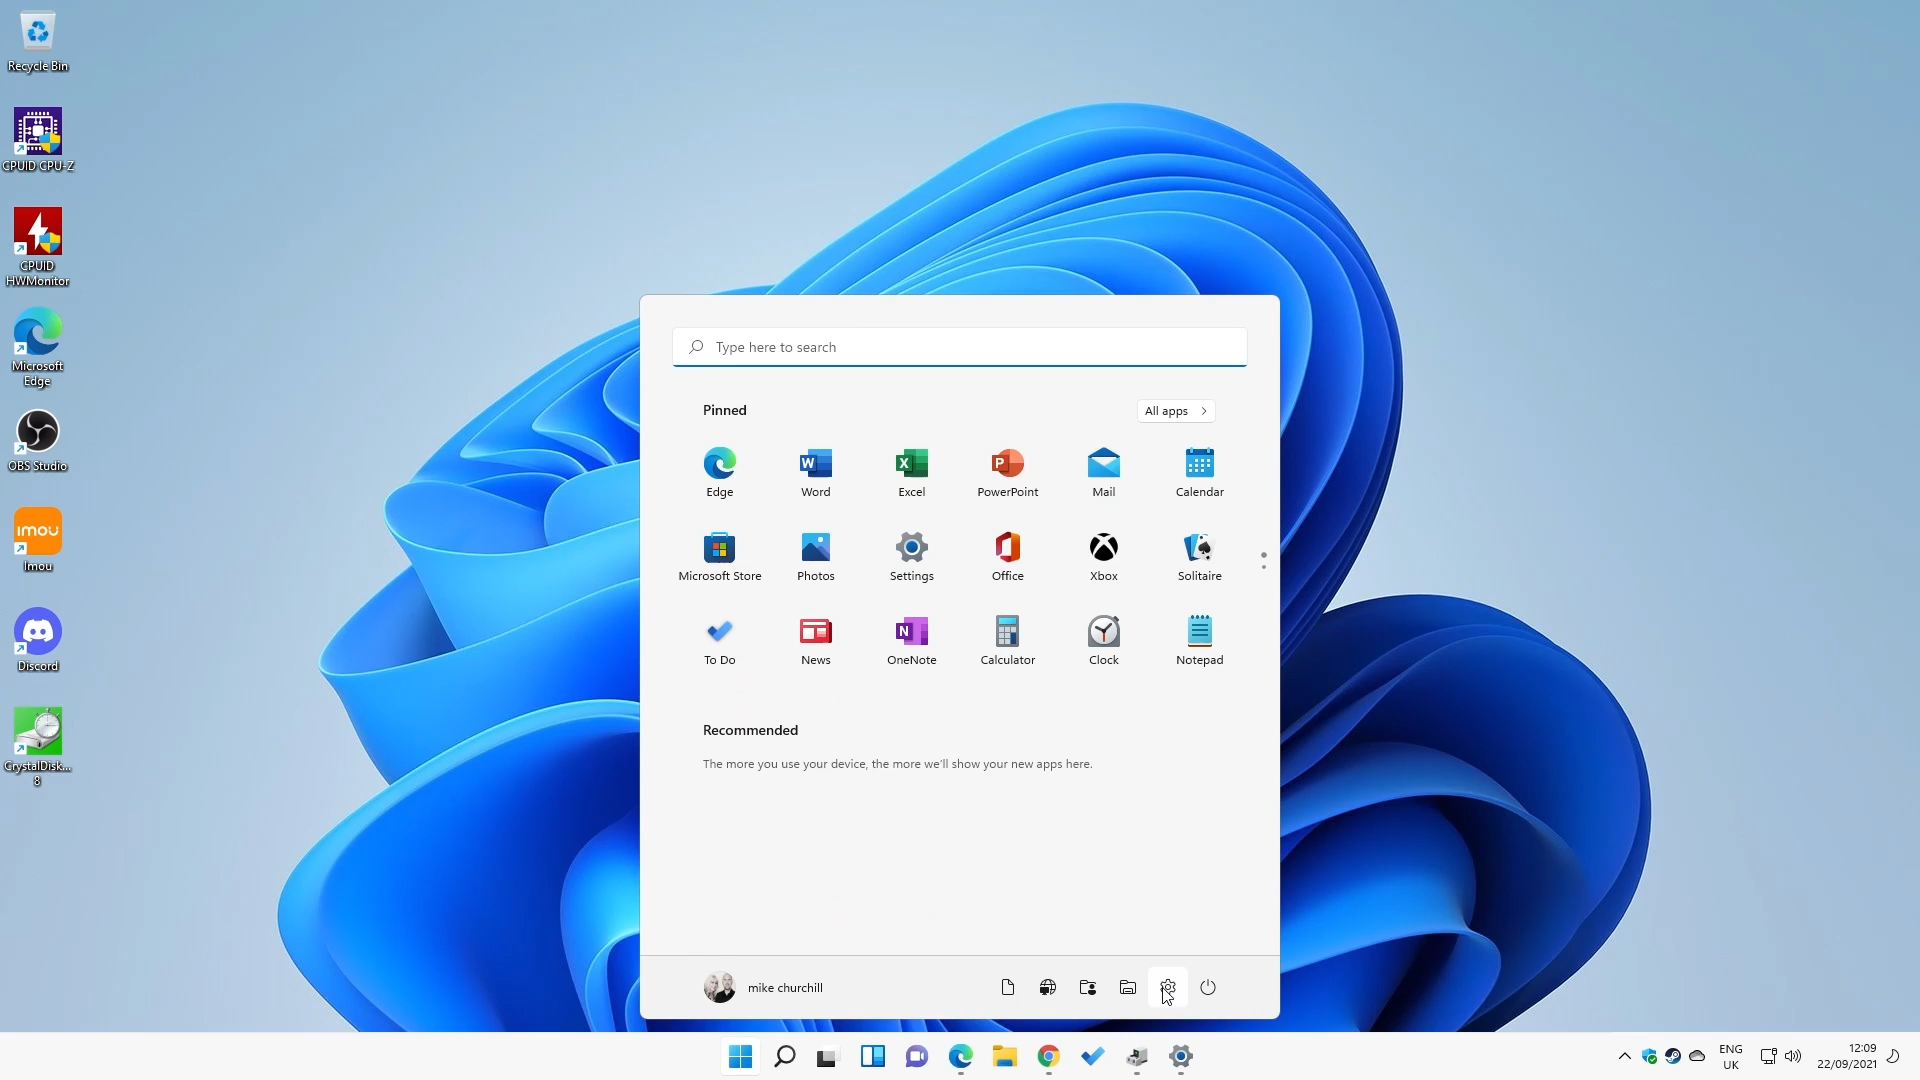 Recycle Bin
CPUID CPU-Z
CPUID
HWMonitor
Microsoft
Edge
OBS Studio
imou
Imou
Discord
CrystalDisk...
8
Type here to search
Pinned
All apps
Edge
Word
Excel
PowerPoint
Mail
Calendar
Microsoft Store
Photos
Settings
Office
Xbox
Solitaire
To Do
News
OneNote
Calculator
Clock
Notepad
Recommended
The more you use your device, the more we'll show your new apps here.
mike churchill
ENG
UK
12:09
22/09/2021